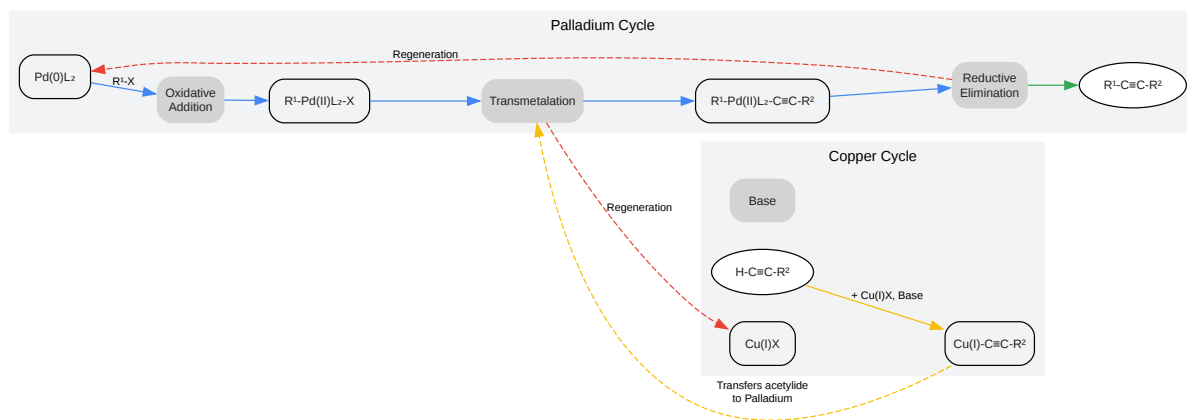 Palladium Cycle
Regeneration
Pd(0)L₂
R¹-X
Oxidative
Addition
R¹-Pd(II)L₂-X
Transmetalation
R¹-Pd(II)L₂-C≡C-R²
Reductive
Elimination
R¹-C≡C-R²
Copper Cycle
Base
Regeneration
H-C≡C-R²
+ Cu(I)X, Base
Cu(I)X
Cu(I)-C≡C-R²
Transfers acetylide
to Palladium